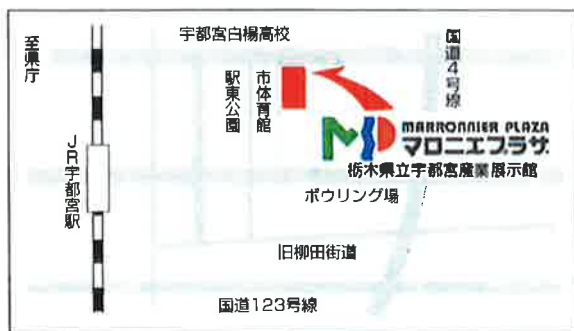 宇都宮白楊高校
至県庁
国道4号線
駅東公園
市体育館
MARRONNIER PLAZA
マロニエプラザ
栃木県立宇都宮産業展示館
JR宇都宮駅
ボウリング場
旧柳田街道
国道123号線